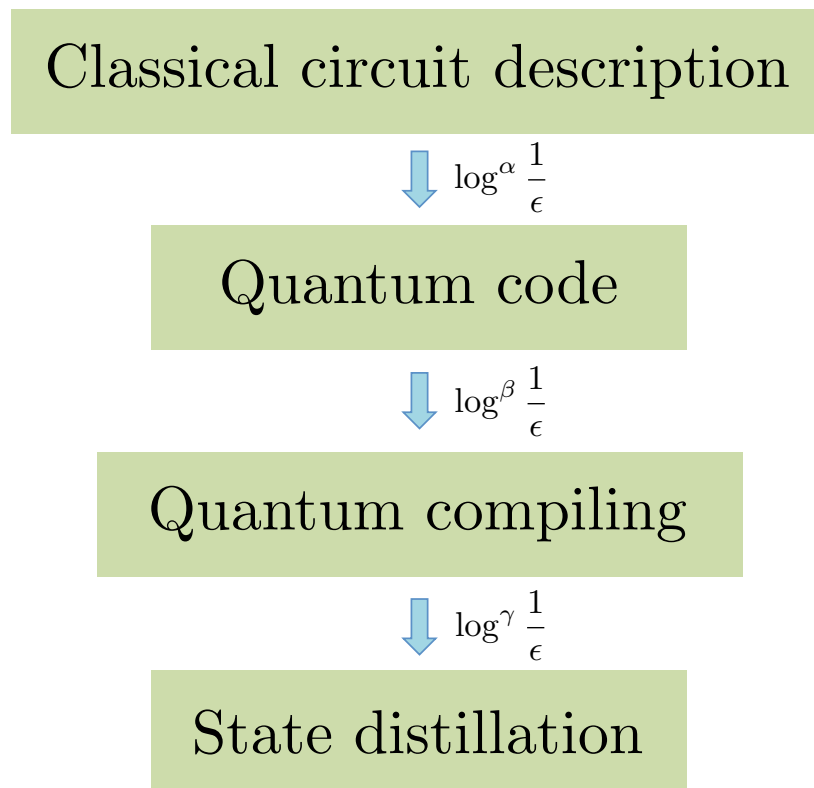 Classical circuit description
log^α 1/ϵ
Quantum code
log^β 1/ϵ
Quantum compiling
log^γ 1/ϵ
State distillation